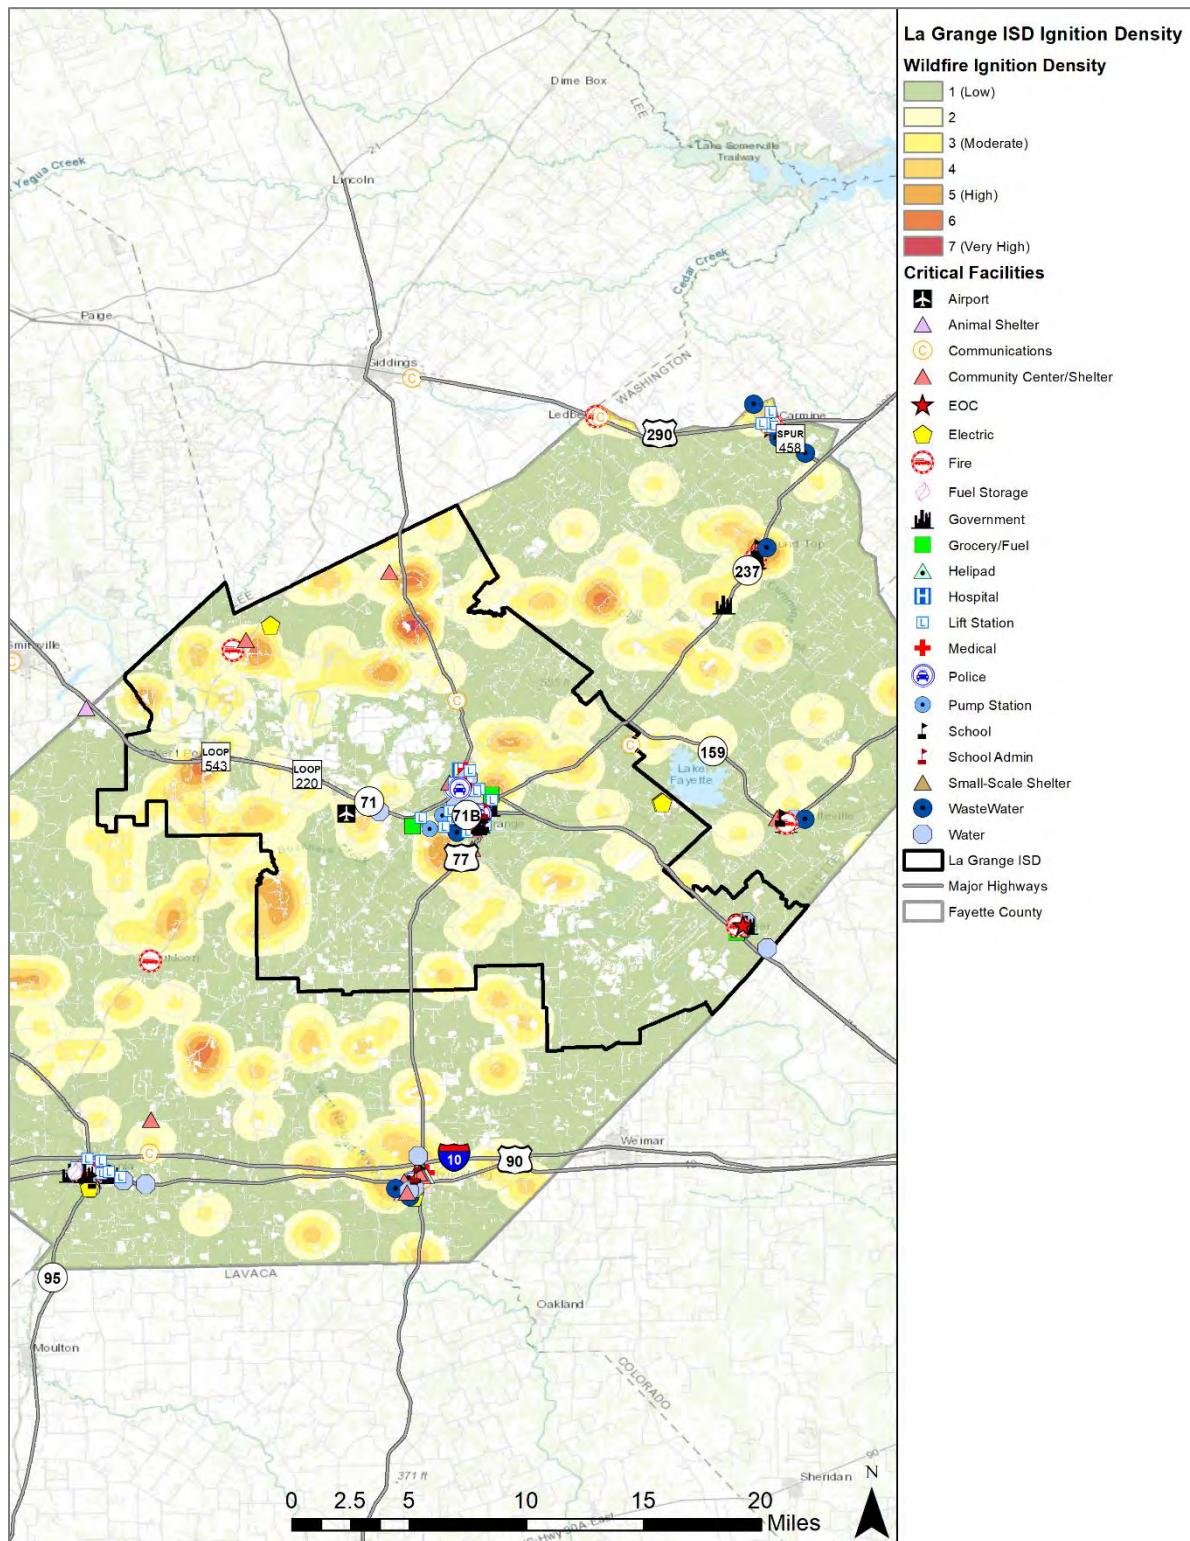 La Grange ISD Ignition Density
Wildfire Ignition Density
1 (Low)
2
3 (Moderate)
4
5 (High)
6
7 (Very High)
Critical Facilities
Airport
Animal Shelter
C Communications
Community Center/Shelter
EOC
Electric
Fire
Fuel Storage
Government
Grocery/Fuel
Helipad
H Hospital
L Lift Station
Medical
Police
Pump Station
School
School Admin
Small-Scale Shelter
WasteWater
Water
La Grange ISD
Major Highways
Fayette County
Dime Box
LEE
Lake Somerville
Trailway
21
Yegua Creek
Lincoln
Cedar Creek
Paige
Giddings
WASHINGTON
Carmine
290
SPUR
458
237
LEE
159
Lake
Fayette
LOOP
543
LOOP
220
71
71B
77
10
90
Weimar
95
LAVACA
Oakland
Moulton
COLORADO
371 ft
90
Sheridan
N
0 2.5 5 10 15 20
Miles